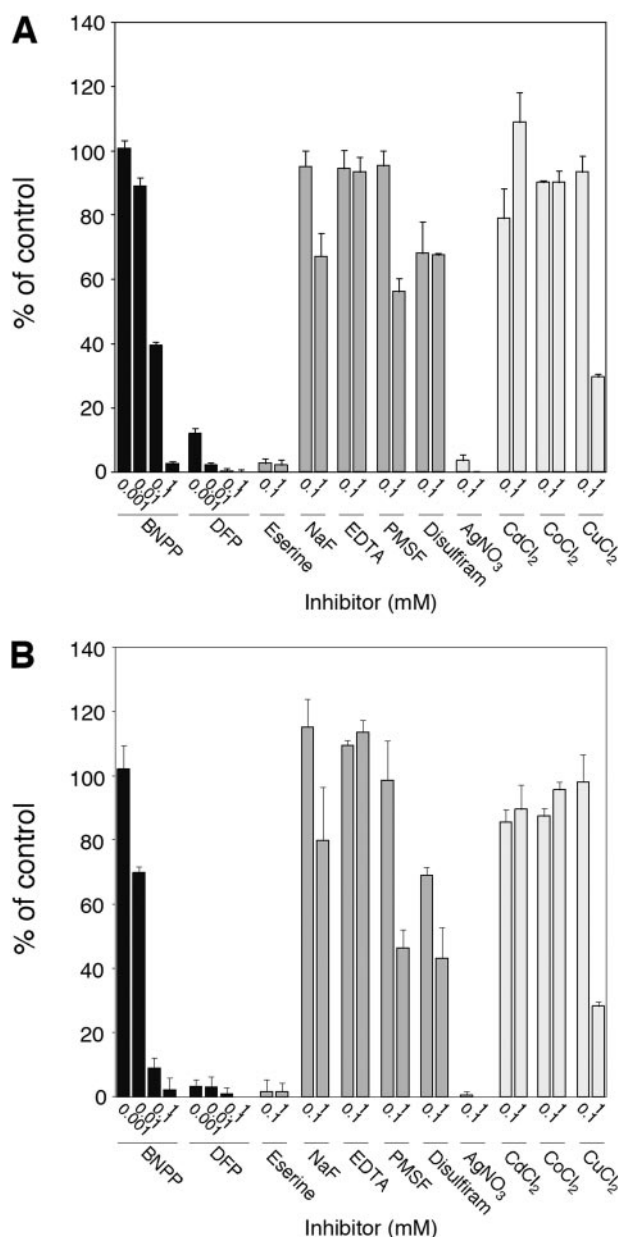 A
140
120
100
80
60
40
20
0
% of control
0.001 0.01 0.1 1 0.001 0.01 0.1 1 0.1 1 0.1 1 0.1 1 0.1 1 0.1 1 0.1 1 0.1 1 0.1 1 0.1 1
BNPP DFP Eserine NaF EDTA PMSF Disulfiram AgNO₃ CdCl₂ CoCl₂ CuCl₂
Inhibitor (mM)
B
140
120
100
80
60
40
20
0
% of control
0.001 0.01 0.1 1 0.001 0.01 0.1 1 0.1 1 0.1 1 0.1 1 0.1 1 0.1 1 0.1 1 0.1 1 0.1 1 0.1 1
BNPP DFP Eserine NaF EDTA PMSF Disulfiram AgNO₃ CdCl₂ CoCl₂ CuCl₂
Inhibitor (mM)